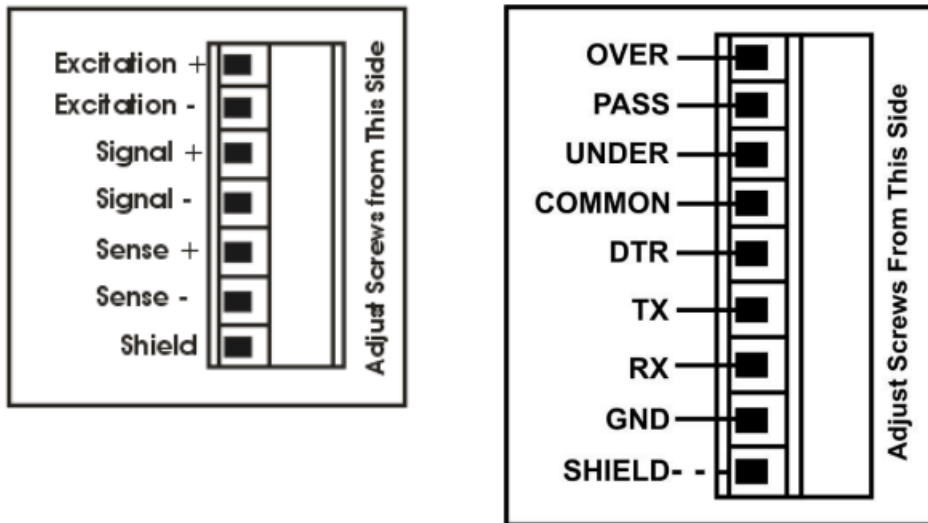 Excitation +
Excitation -
Signal +
Signal -
Sense +
Sense -
Shield
Adjust Screws from This Side
OVER
PASS
UNDER
COMMON
DTR
TX
RX
GND
SHIELD
Adjust Screws From This Side